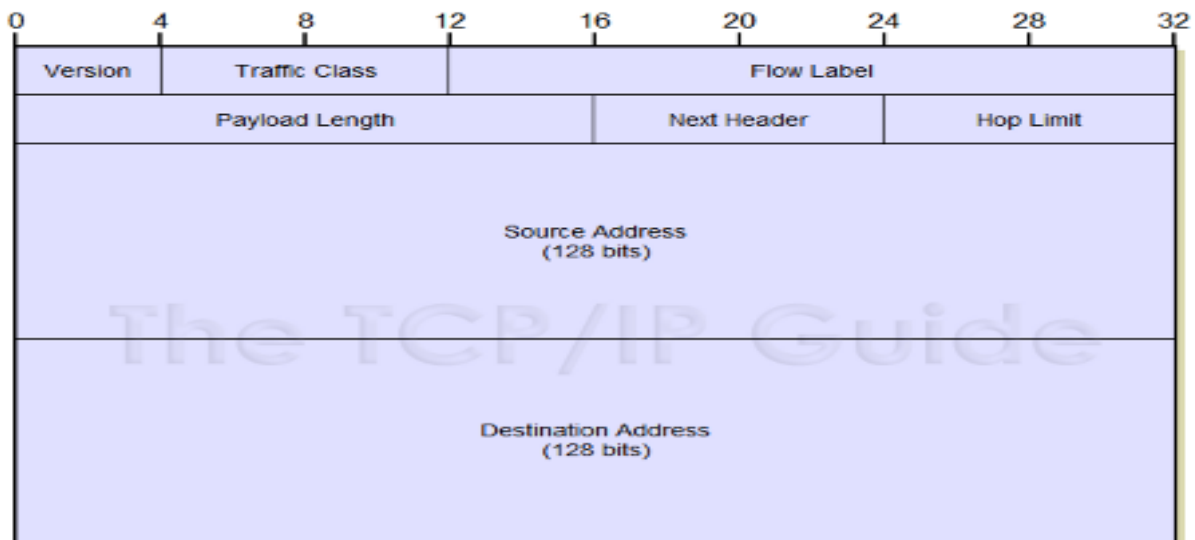 0 4 8 12 16 20 24 28 32
Version Traffic Class Flow Label
Payload Length Next Header Hop Limit
Source Address
(128 bits)
The TCP/IP Guide
Destination Address
(128 bits)